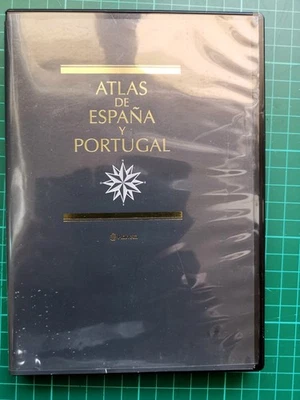 ATLAS
DE
ESPAÑA
Y
PORTUGAL